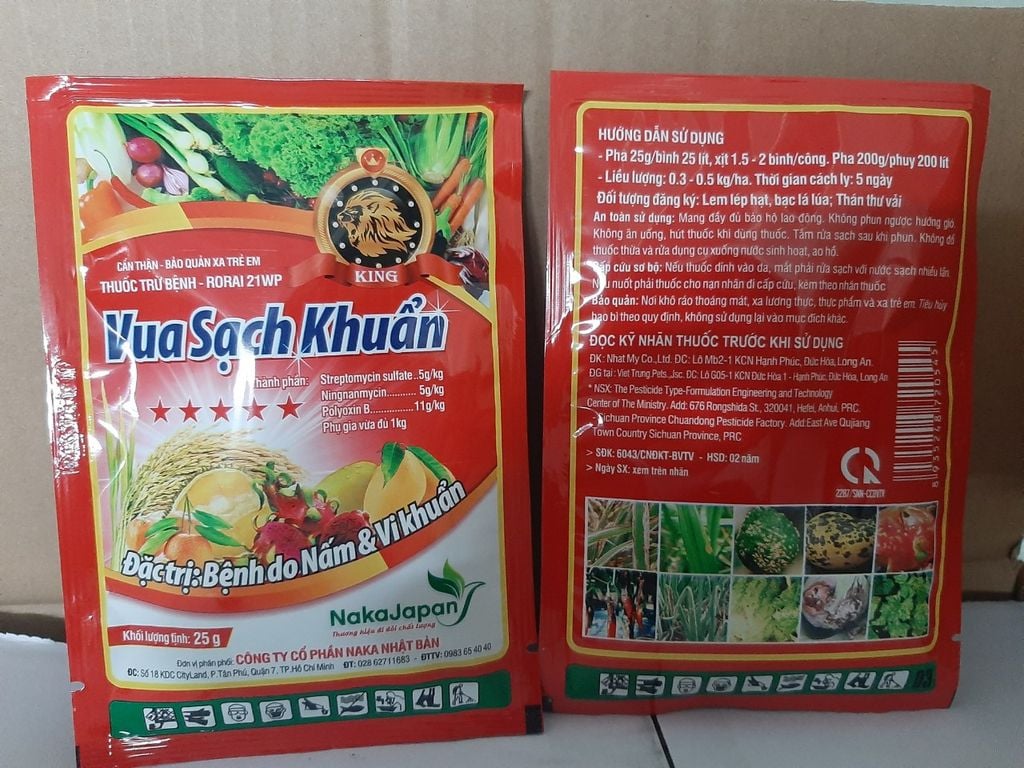 KING
CẨN THẬN - BẢO QUẢN XA TRẺ EM
THUỐC TRỪ BỆNH - RORAI 21WP
Vua Sạch Khuẩn
Thành phần:
Streptomycin sulfate..5g/kg
Ningnanmycin.......... 5g/kg
Polyoxin B...............11g/kg
Phụ gia vừa đủ 1kg
Đặc trị: Bệnh do Nấm & Vi khuẩn
NakaJapan
Thương hiệu đi đôi chất lượng
Khối lượng tịnh: 25 g
Đơn vị phân phối: CÔNG TY CỔ PHẦN NAKA NHẬT BẢN
ĐC: Số 18 KDC CityLand, P.Tân Phú, Quận 7, TP.Hồ Chí Minh ĐT: 028 62711683 - ĐTTV: 0983 65 40 40
HƯỚNG DẪN SỬ DỤNG
- Pha 25g/bình 25 lít, xịt 1.5 - 2 bình/công. Pha 200g/phuy 200 lít
- Liều lượng: 0.3 - 0.5 kg/ha. Thời gian cách ly: 5 ngày
Đối tượng đăng ký: Lem lép hạt, bạc lá lúa; Thán thư vải
An toàn sử dụng: Mang đầy đủ bảo hộ lao động. Không phun ngược hướng gió
Không ăn uống, hút thuốc khi dùng thuốc. Tắm rửa sạch sau khi phun. Không đổ
thuốc thừa và rửa dụng cụ xuống nước sinh hoạt, ao hồ.
Cấp cứu sơ bộ: Nếu thuốc dính vào da, mắt phải rửa sạch với nước sạch nhiều lần
Nếu nuốt phải thuốc cho nạn nhân đi cấp cứu, kèm theo nhãn thuốc
Bảo quản: Nơi khô ráo thoáng mát, xa lương thực, thực phẩm và xa trẻ em. Tiêu hủy
bao bì theo quy định, không sử dụng lại vào mục đích khác.
ĐỌC KỸ NHÃN THUỐC TRƯỚC KHI SỬ DỤNG
ĐK: Nhat My Co.,Ltd. ĐC: Lô Mb2-1 KCN Hạnh Phúc, Đức Hòa, Long An.
ĐG tại: Viet Trung Pets.,Jsc. ĐC: Lô G05-1 KCN Đức Hòa 1 - Hạnh Phúc, Đức Hòa, Long An
* NSX: The Pesticide Type-Formulation Engineering and Technology
Center of The Ministry. Add: 676 Rongshida St., 320041, Hefei, Anhui, PRC.
Sichuan Province Chuandong Pesticide Factory. Add:East Ave Qujiang
Town Country Sichuan Province, PRC
> SĐK: 6043/CNĐKT-BVTV - HSD: 02 năm
> Ngày SX: xem trên nhãn
CR
2287/SNN-CCBVTV
8 935248 720545
03